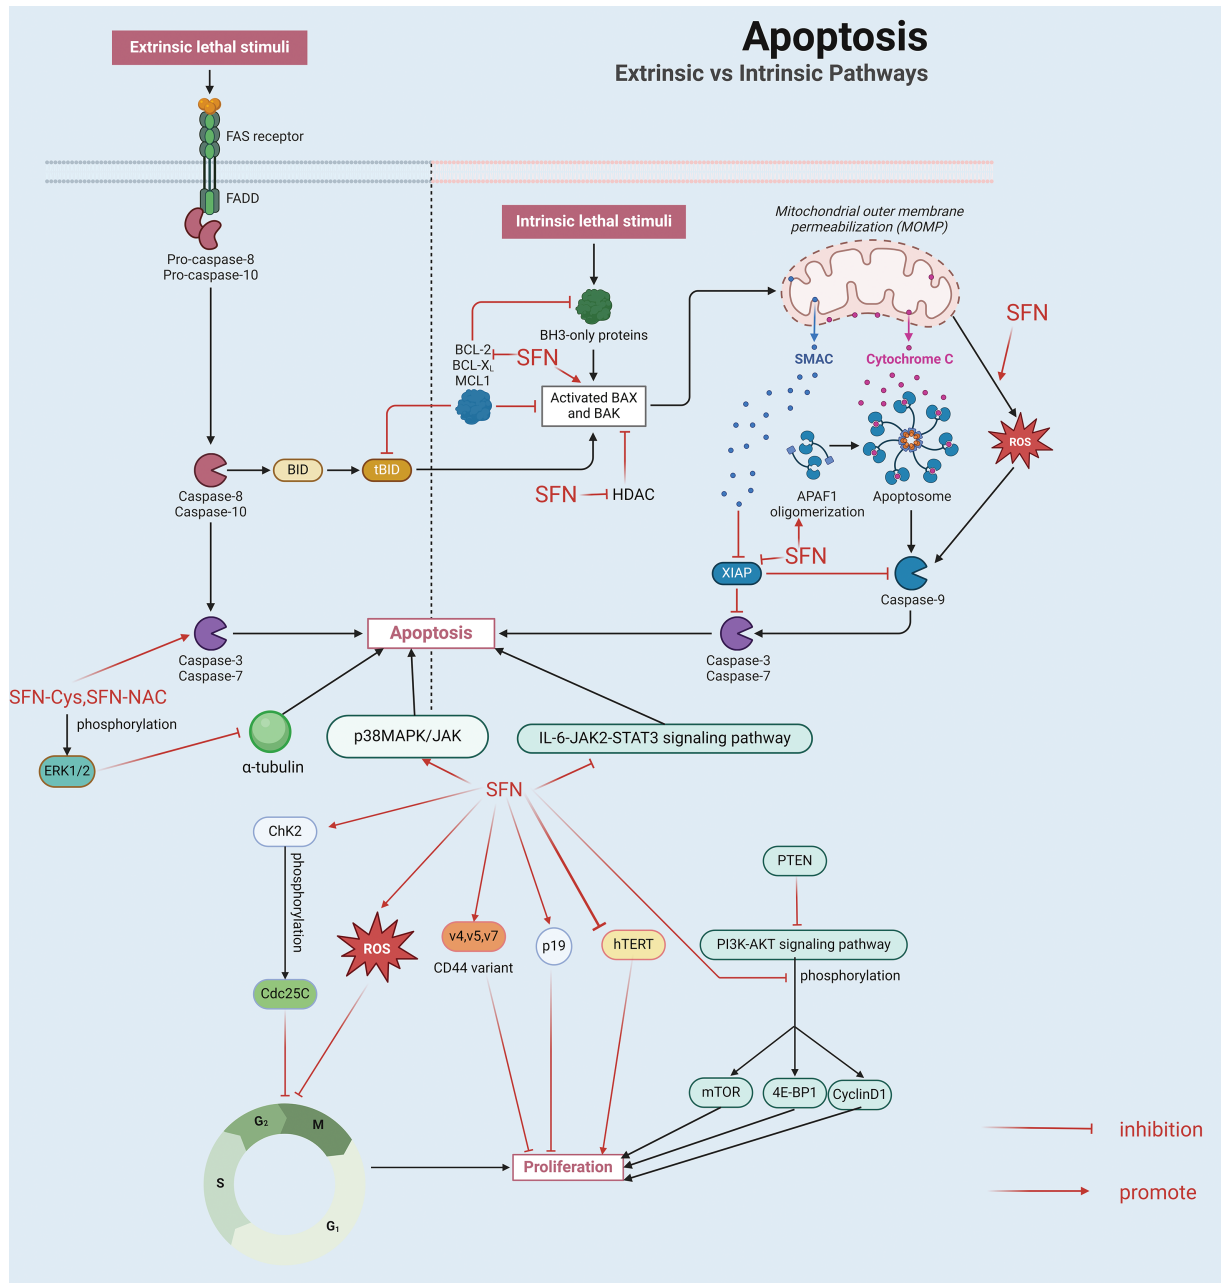 Apoptosis
Extrinsic vs Intrinsic Pathways
Extrinsic lethal stimuli
FAS receptor
FADD
Pro-caspase-8
Pro-caspase-10
Intrinsic lethal stimuli
Mitochondrial outer membrane
permeabilization (MOMP)
BH3-only proteins
BCL-2
BCL-XL
MCL1
SFN
Activated BAX
and BAK
SMAC
Cytochrome C
SFN
ROS
Caspase-8
Caspase-10
BID
tBID
SFN
HDAC
APAF1
oligomerization
Apoptosome
SFN
XIAP
Caspase-9
Caspase-3
Caspase-7
Apoptosis
Caspase-3
Caspase-7
SFN-Cys,SFN-NAC
phosphorylation
ERK1/2
α-tubulin
p38MAPK/JAK
IL-6-JAK2-STAT3 signaling pathway
SFN
ChK2
phosphorylation
Cdc25C
ROS
v4,v5,v7
CD44 variant
p19
hTERT
PTEN
PI3K-AKT signaling pathway
phosphorylation
mTOR
4E-BP1
CyclinD1
G2
M
S
G1
Proliferation
inhibition
promote